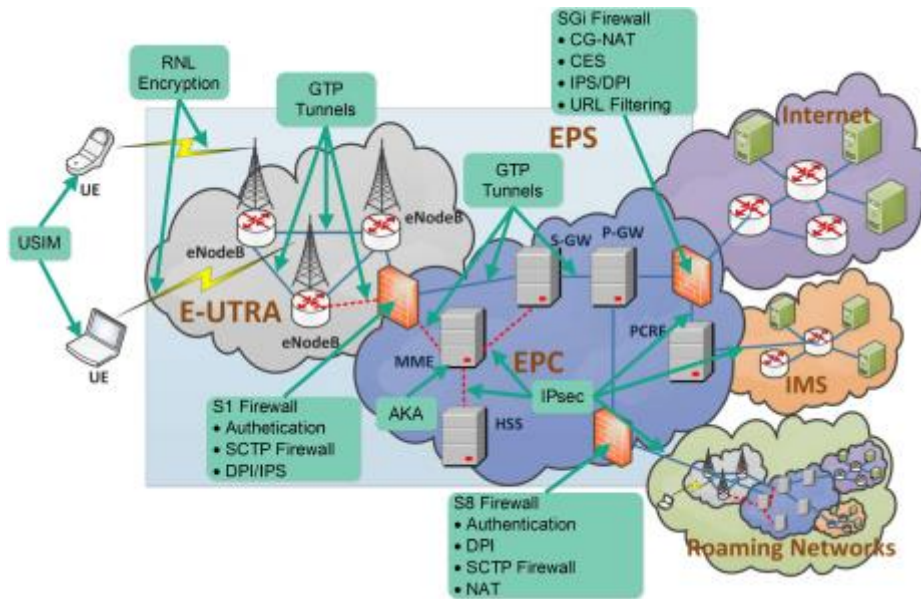 SGi Firewall
• CG-NAT
• CES
• IPS/DPI
• URL Filtering
RNL
Encryption
GTP
Tunnels
EPS
Internet
UE
GTP
Tunnels
eNodeB
S-GW
P-GW
USIM
eNodeB
E-UTRA
eNodeB
MME
EPC
PCRF
UE
IMS
S1 Firewall
• Authetication
• SCTP Firewall
• DPI/IPS
AKA
HSS
IPsec
S8 Firewall
• Authentication
• DPI
• SCTP Firewall
• NAT
Roaming Networks